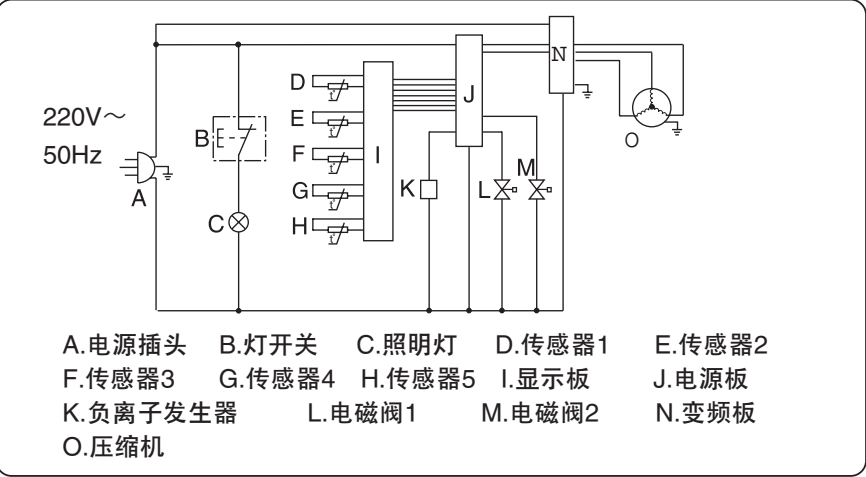 220V～
50Hz
A
B
C
D
E
F
G
H
t°
t°
t°
t°
t°
I
J
K
L
M
N
O
A.电源插头 B.灯开关 C.照明灯 D.传感器1 E.传感器2
F.传感器3 G.传感器4 H.传感器5 I.显示板 J.电源板
K.负离子发生器 L.电磁阀1 M.电磁阀2 N.变频板
O.压缩机